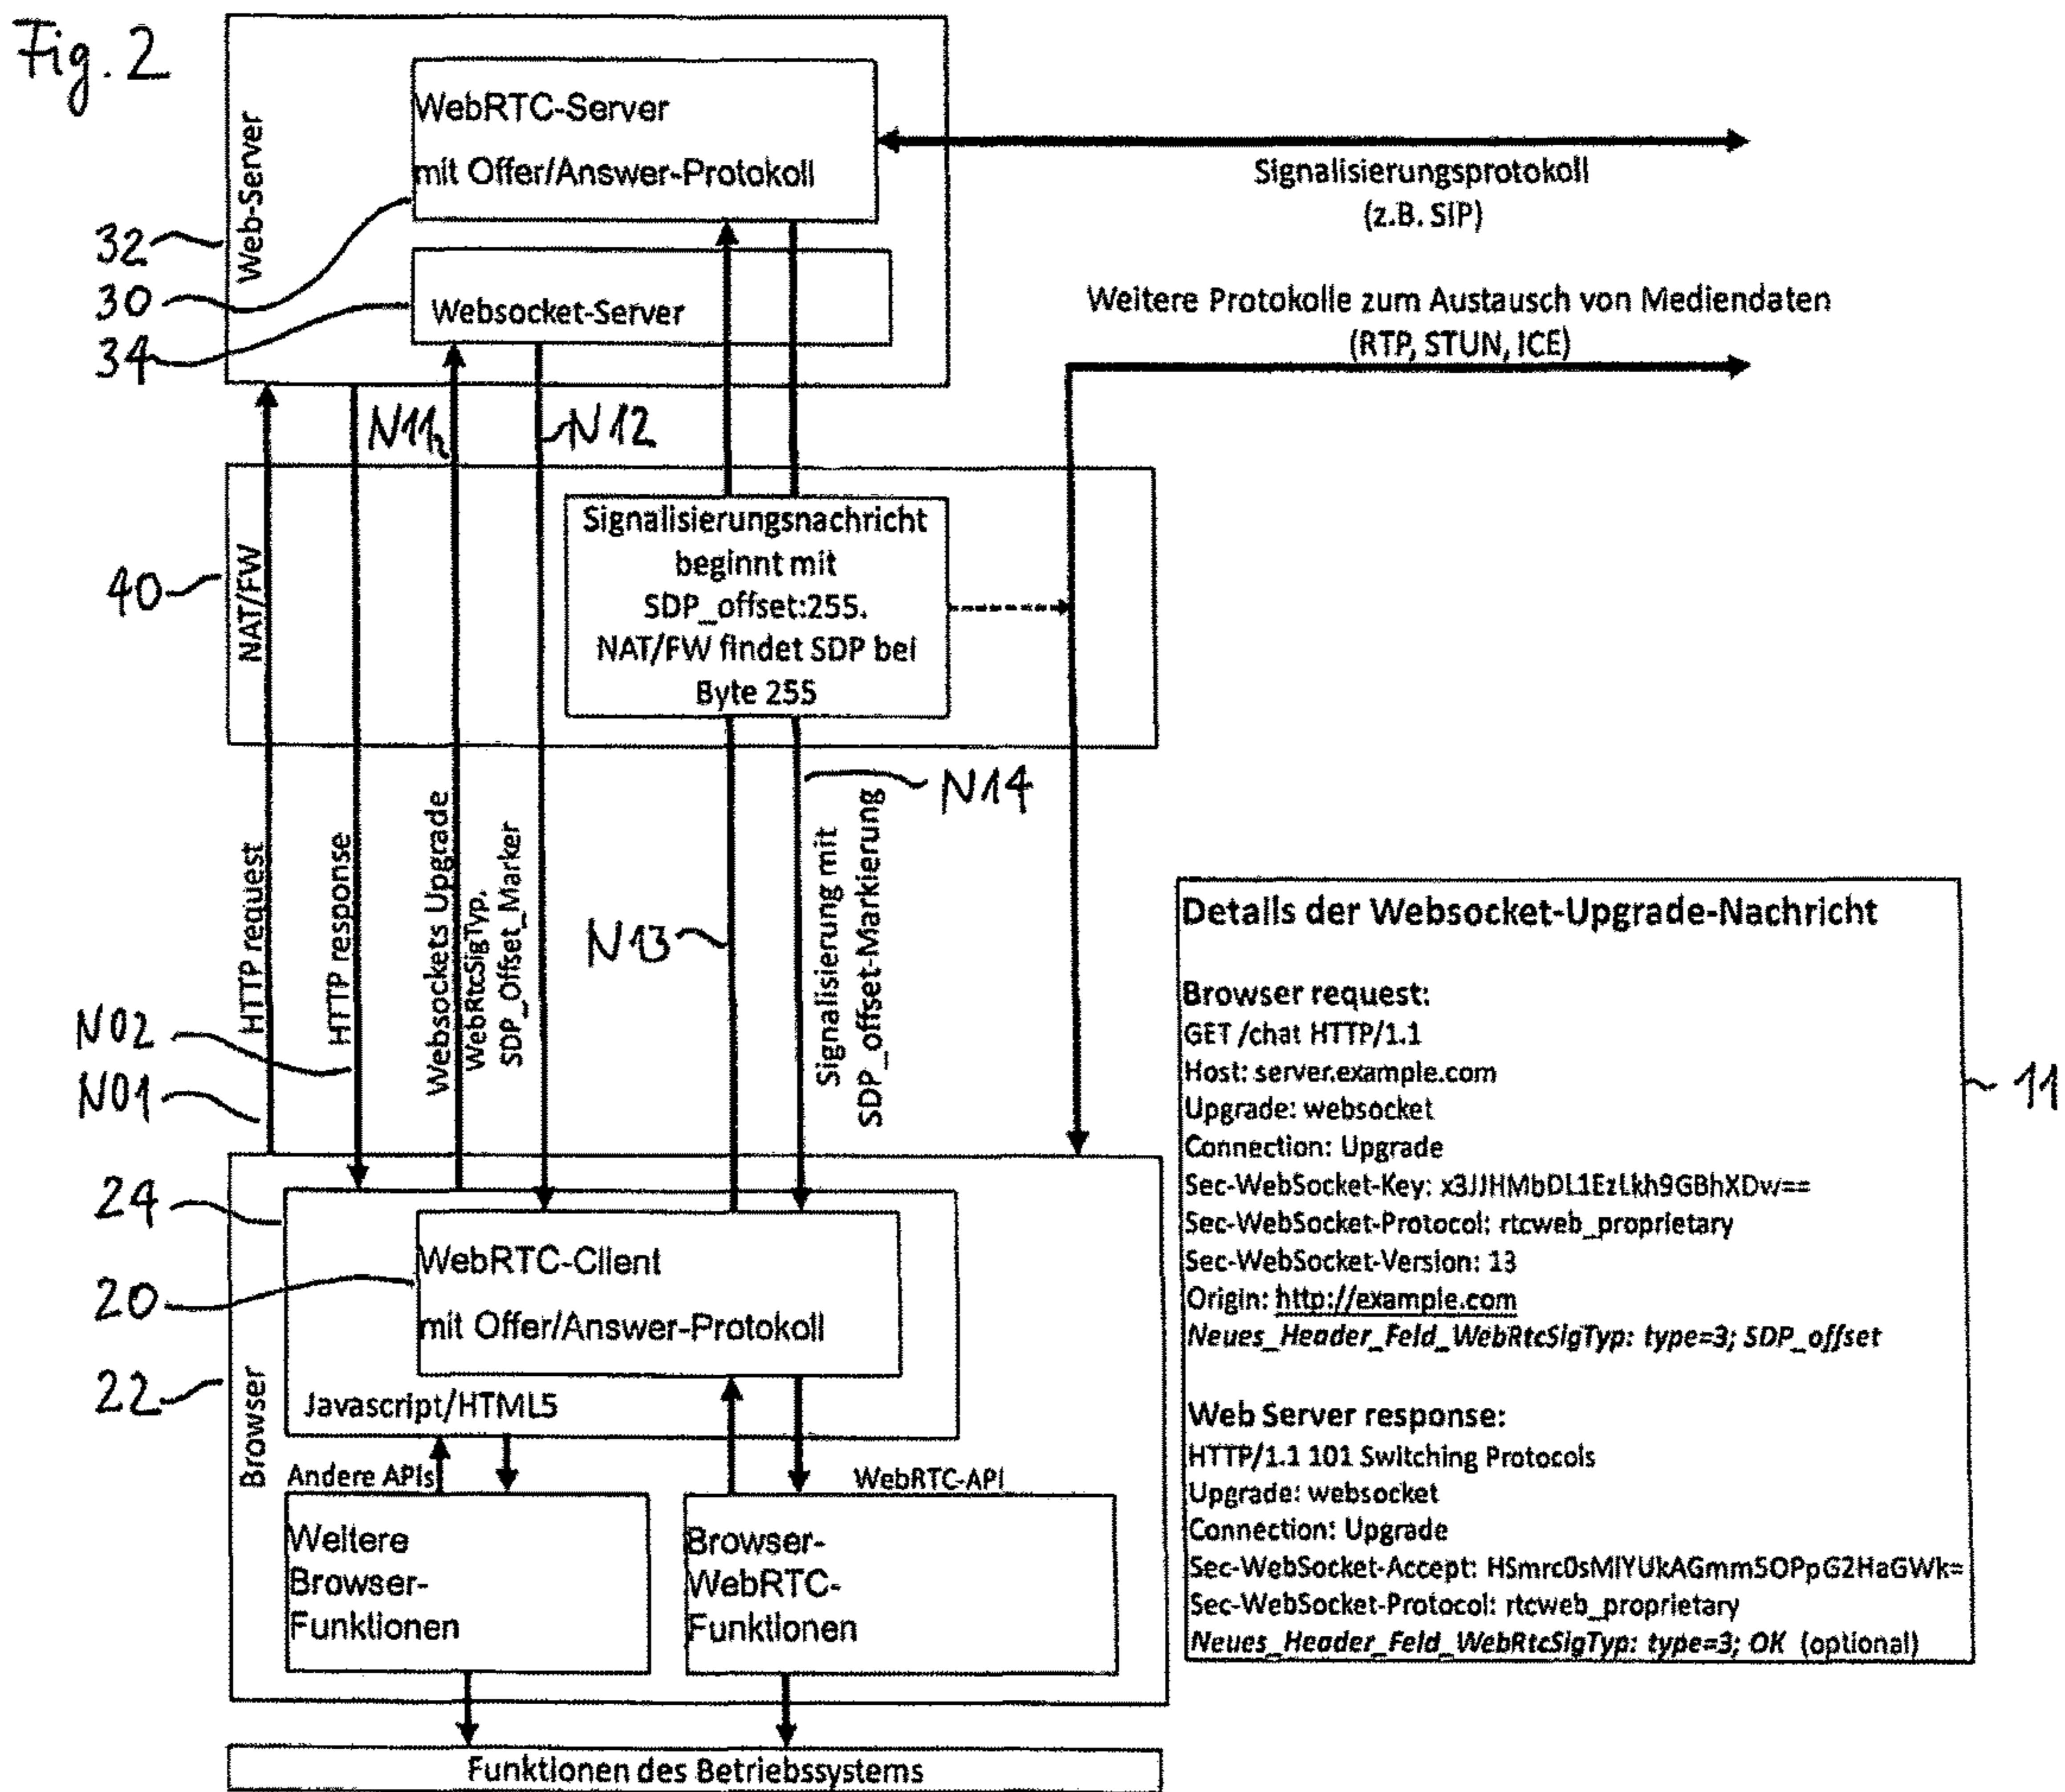 Fig. 2
Web-Server
WebRTC-Server
mit Offer/Answer-Protokoll
Signalisierungsprotokoll
(z.B. SIP)
32
30
34
Websocket-Server
Weitere Protokolle zum Austausch von Mediendaten
(RTP, STUN, ICE)
N11
N12
40
NAT/FW
Signalisierungsnachricht
beginnt mit
SDP_offset:255.
NAT/FW findet SDP bei
Byte 255
N14
N13
N02
N01
HTTP request
HTTP response
Websockets Upgrade
WebRtcSigTyp.
SDP_Offset_Marker
Signalisierung mit
SDP_offset-Markierung
Details der Websocket-Upgrade-Nachricht
Browser request:
GET /chat HTTP/1.1
Host: server.example.com
Upgrade: websocket
Connection: Upgrade
Sec-WebSocket-Key: x3JJHMbDL1EzLkh9GBhXDw==
Sec-WebSocket-Protocol: rtcweb_proprietary
Sec-WebSocket-Version: 13
Origin: http://example.com
Neues_Header_Feld_WebRtcSigTyp: type=3; SDP_offset
Web Server response:
HTTP/1.1 101 Switching Protocols
Upgrade: websocket
Connection: Upgrade
Sec-WebSocket-Accept: HSmrc0sMlYUkAGmm5OPpG2HaGWk=
Sec-WebSocket-Protocol: rtcweb_proprietary
Neues_Header_Feld_WebRtcSigTyp: type=3; OK (optional)
11
24
20
22
Browser
WebRTC-Client
mit Offer/Answer-Protokoll
Javascript/HTML5
Andere APIs
WebRTC-API
Weitere
Browser-
Funktionen
Browser-
WebRTC-
Funktionen
Funktionen des Betriebssystems